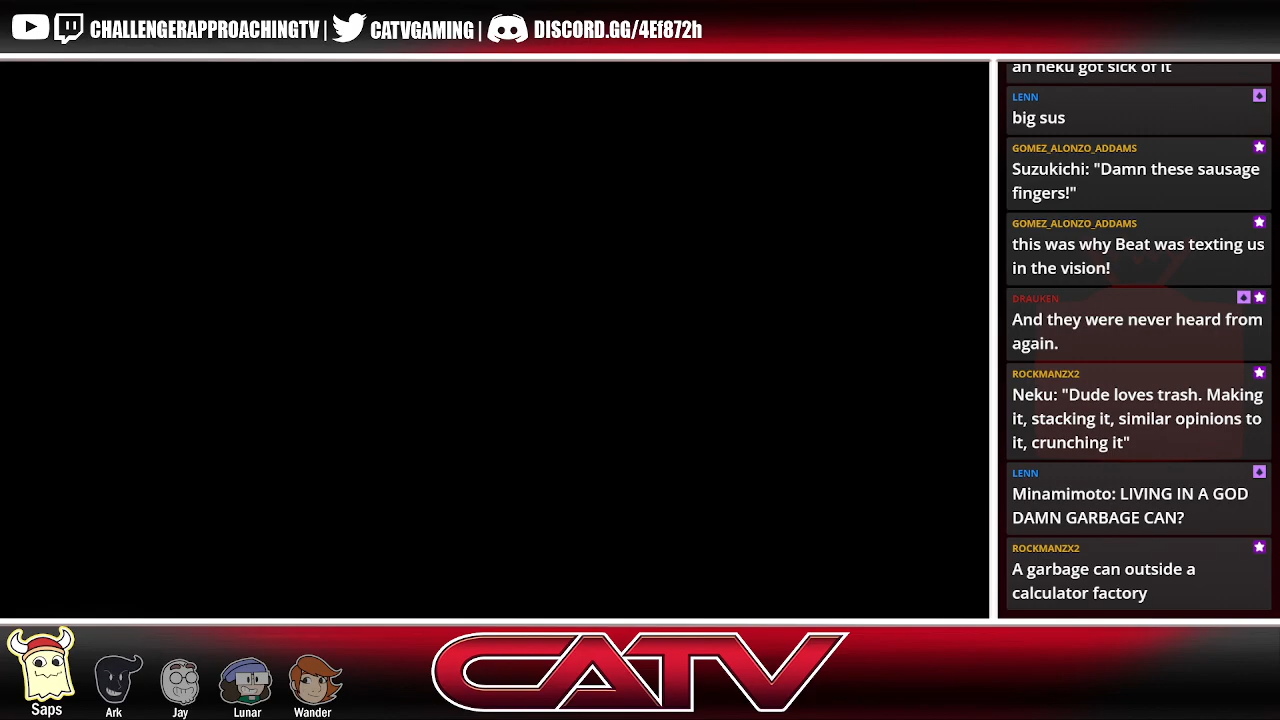 CHALLENGERAPPROACHINGTV | CATVGAMING | DISCORD.GG/4Ef872h
an neku got sick of it
LENN
big sus
GOMEZ_ALONZO_ADDAMS
Suzukichi: "Damn these sausage
fingers!"
GOMEZ_ALONZO_ADDAMS
this was why Beat was texting us
in the vision!
DRAUKEN
And they were never heard from
again.
ROCKMANZX2
Neku: "Dude loves trash. Making
it, stacking it, similar opinions to
it, crunching it"
LENN
Minamimoto: LIVING IN A GOD
DAMN GARBAGE CAN?
ROCKMANZX2
A garbage can outside a
calculator factory
Saps Ark Jay Lunar Wander
CATV